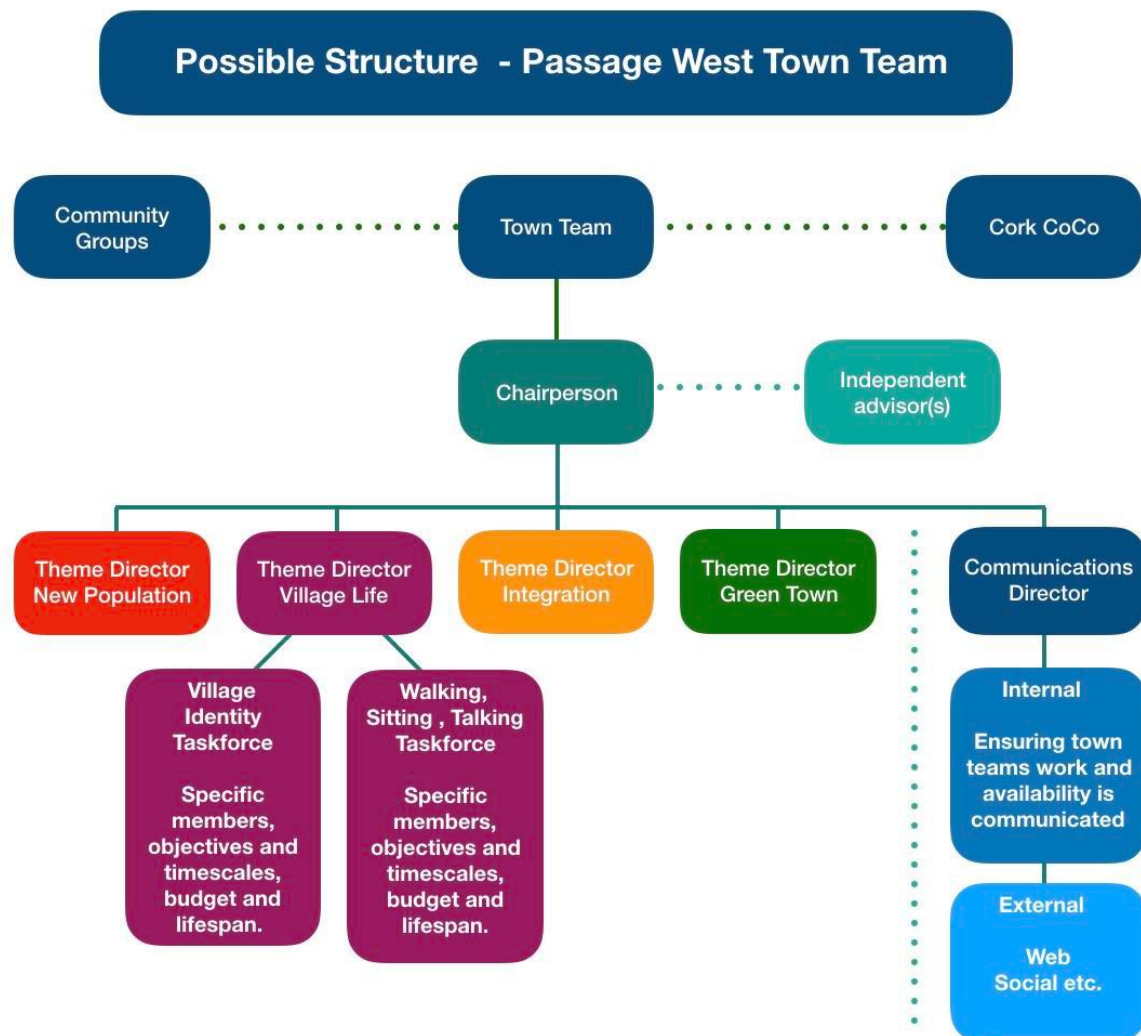 Possible Structure - Passage West Town Team
Community
Groups
Town Team
Cork CoCo
Chairperson
Independent
advisor(s)
Theme Director
New Population
Theme Director
Village Life
Theme Director
Integration
Theme Director
Green Town
Communications
Director
Village
Identity
Taskforce
Specific
members,
objectives and
timescales,
budget and
lifespan.
Walking,
Sitting , Talking
Taskforce
Specific
members,
objectives and
timescales,
budget and
lifespan.
Internal
Ensuring town
teams work and
availability is
communicated
External
Web
Social etc.